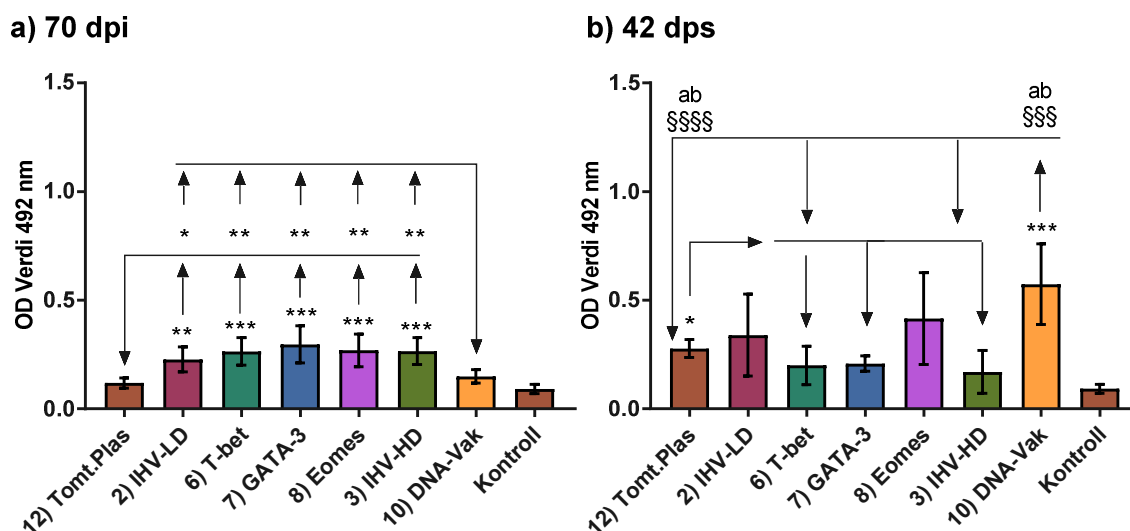 a) 70 dpi
OD Verdi 492 nm
1.5
1.0
0.5
0.0
* ** ** ** **
** *** *** *** ***
12) Tomt.Plas
2) IHV-LD
6) T-bet
7) GATA-3
8) Eomes
3) IHV-HD
10) DNA-Vak
Kontroll
b) 42 dps
OD Verdi 492 nm
1.5
1.0
0.5
0.0
ab
§§§§
ab
§§§
***
*
12) Tomt.Plas
2) IHV-LD
6) T-bet
7) GATA-3
8) Eomes
3) IHV-HD
10) DNA-Vak
Kontroll